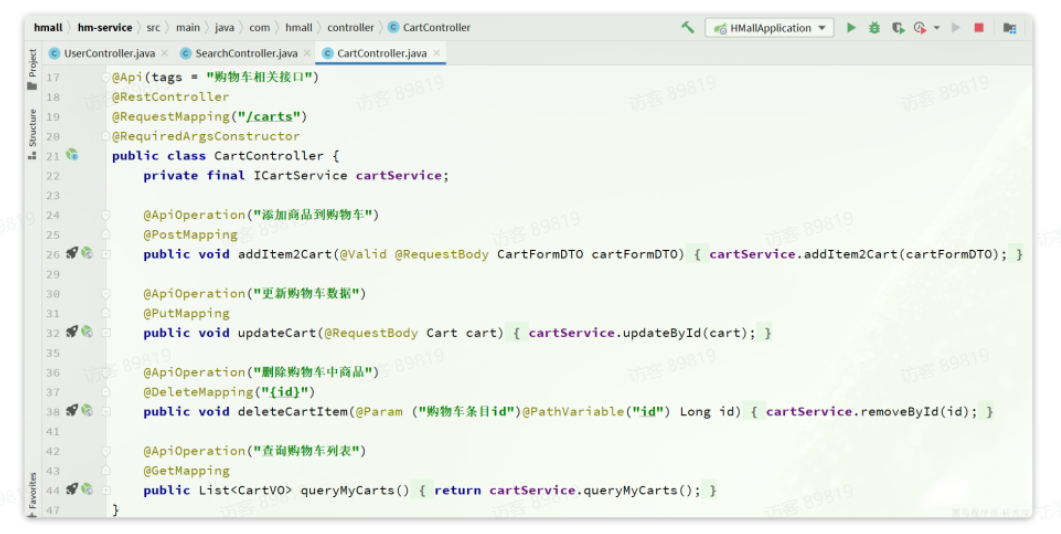 hmall hm-service src main java com hmall controller CartController HMallApplication
UserController.java SearchController.java CartController.java
Project
Structure
Favorites
17 @Api(tags = "购物车相关接口")
18 @RestController
19 @RequestMapping("/carts")
20 @RequiredArgsConstructor
21 public class CartController {
22 private final ICartService cartService;
23
24 @ApiOperation("添加商品到购物车")
25 @PostMapping
26 public void addItem2Cart(@Valid @RequestBody CartFormDTO cartFormDTO) { cartService.addItem2Cart(cartFormDTO); }
29
30 @ApiOperation("更新购物车数据")
31 @PutMapping
32 public void updateCart(@RequestBody Cart cart) { cartService.updateById(cart); }
35
36 @ApiOperation("删除购物车中商品")
37 @DeleteMapping("{id}")
38 public void deleteCartItem(@Param ("购物车条目id")@PathVariable("id") Long id) { cartService.removeById(id); }
41
42 @ApiOperation("查询购物车列表")
43 @GetMapping
44 public List<CartVO> queryMyCarts() { return cartService.queryMyCarts(); }
47 }
访客 89819